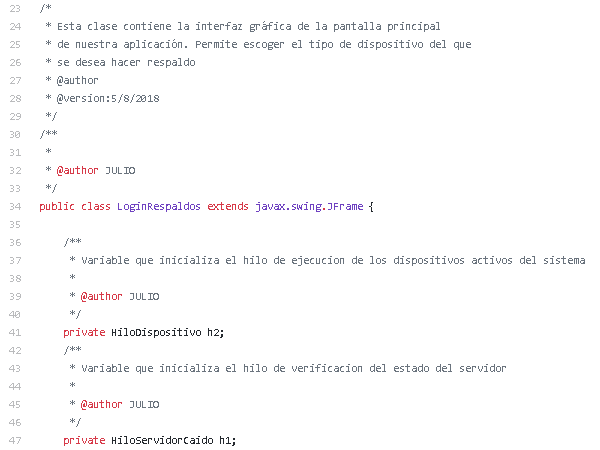 23 /*
24  * Esta clase contiene la interfaz gráfica de la pantalla principal
25  * de nuestra aplicación. Permite escoger el tipo de dispositivo del que
26  * se desea hacer respaldo
27  * @author
28  * @version:5/8/2018
29  */
30 /**
31  *
32  * @author JULIO
33  */
34 public class LoginRespaldos extends javax.swing.JFrame {
35
36     /**
37      * Variable que inicializa el hilo de ejecucion de los dispositivos activos del sistema
38      *
39      * @author JULIO
40      */
41     private HiloDispositivo h2;
42     /**
43      * Variable que inicializa el hilo de verificacion del estado del servidor
44      *
45      * @author JULIO
46      */
47     private HiloServidorCaido h1;